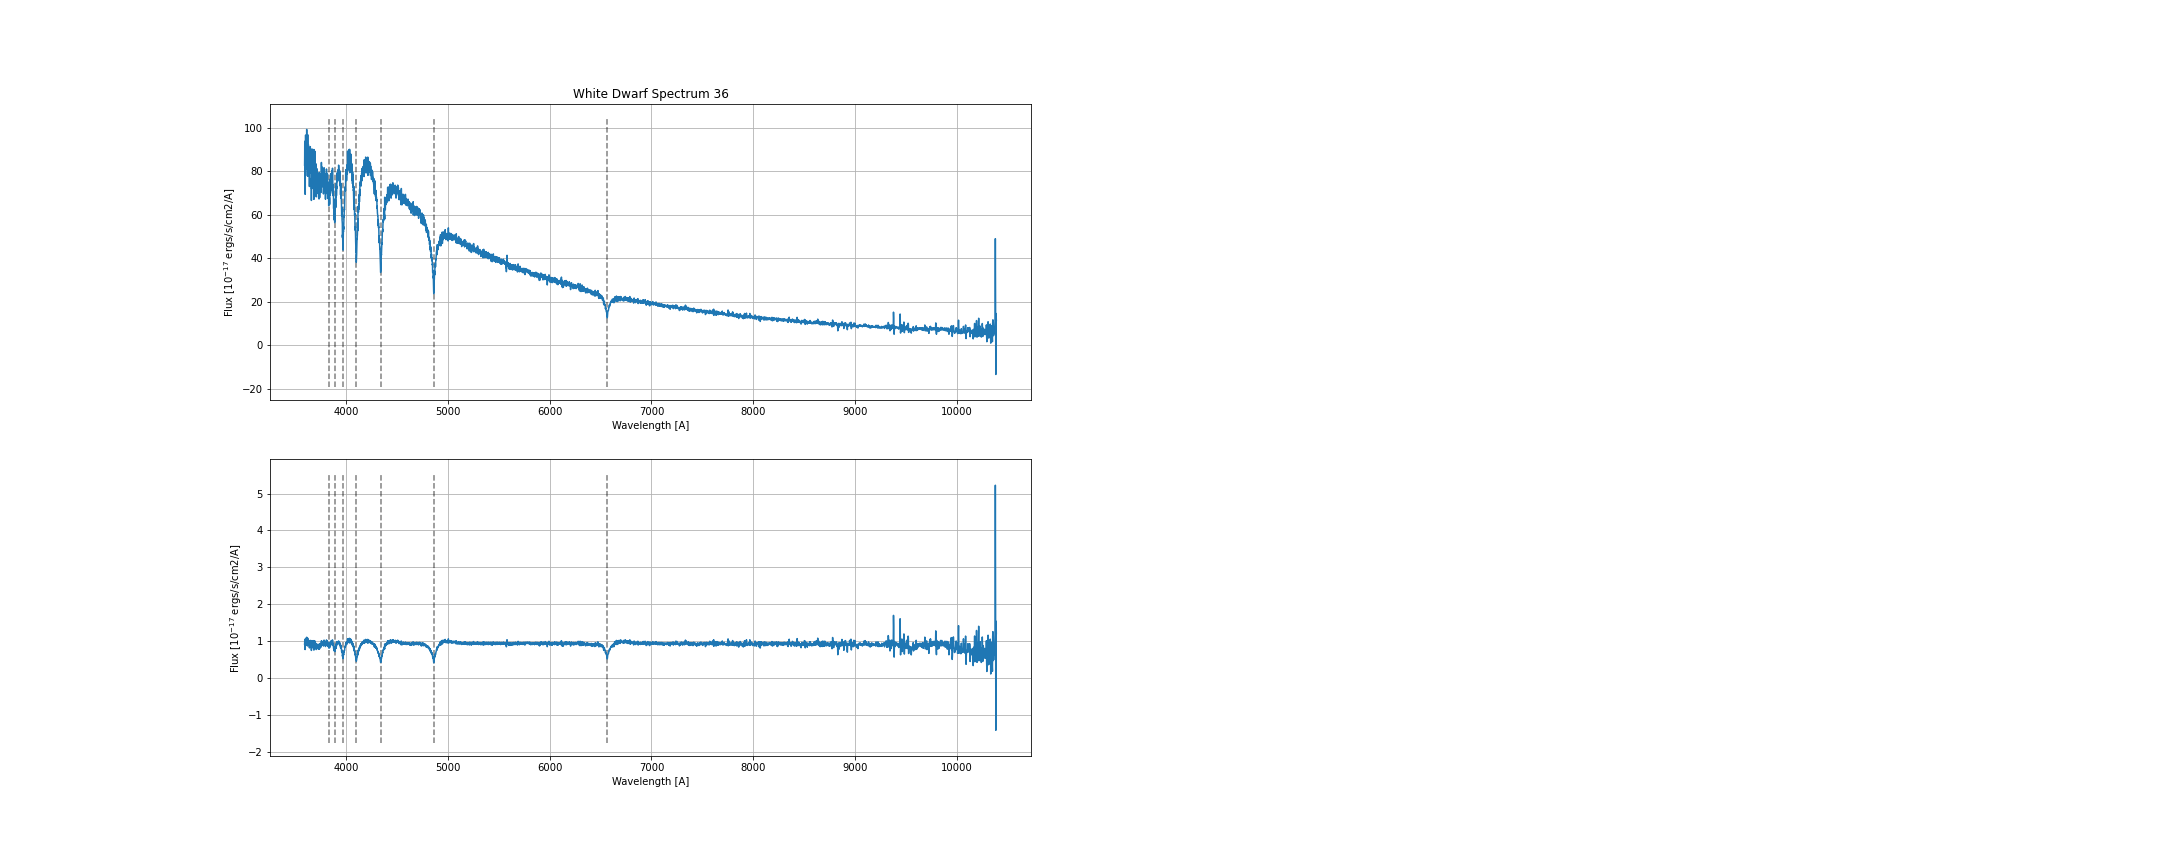 White Dwarf Spectrum 36
100
80
60
40
20
0
−20
Flux [10⁻¹⁷ ergs/s/cm2/A]
4000 5000 6000 7000 8000 9000 10000
Wavelength [A]
5
4
3
2
1
0
−1
−2
Flux [10⁻¹⁷ ergs/s/cm2/A]
4000 5000 6000 7000 8000 9000 10000
Wavelength [A]